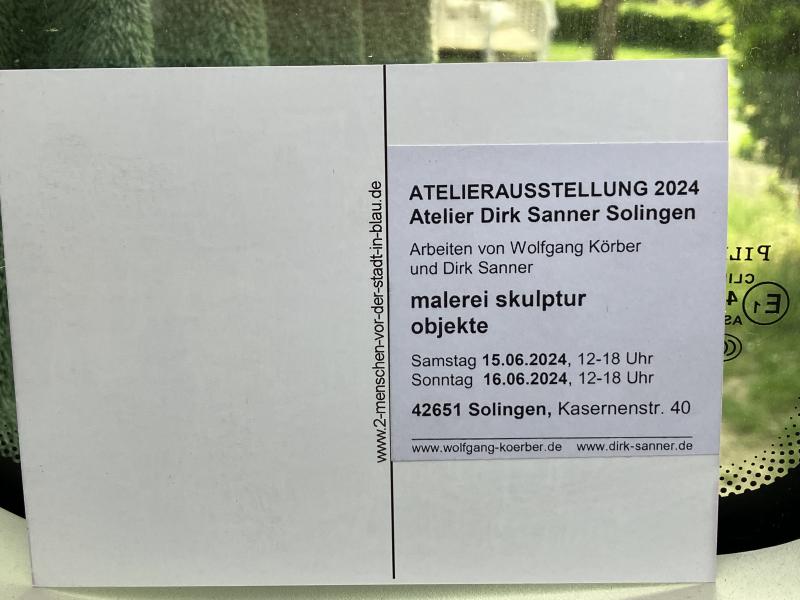 www.2-menschen-vor-der-stadt-in-blau.de
ATELIERAUSSTELLUNG 2024
Atelier Dirk Sanner Solingen
Arbeiten von Wolfgang Körber
und Dirk Sanner
malerei skulptur
objekte
Samstag 15.06.2024, 12-18 Uhr
Sonntag 16.06.2024, 12-18 Uhr
42651 Solingen, Kasernenstr. 40
www.wolfgang-koerber.de www.dirk-sanner.de
E1